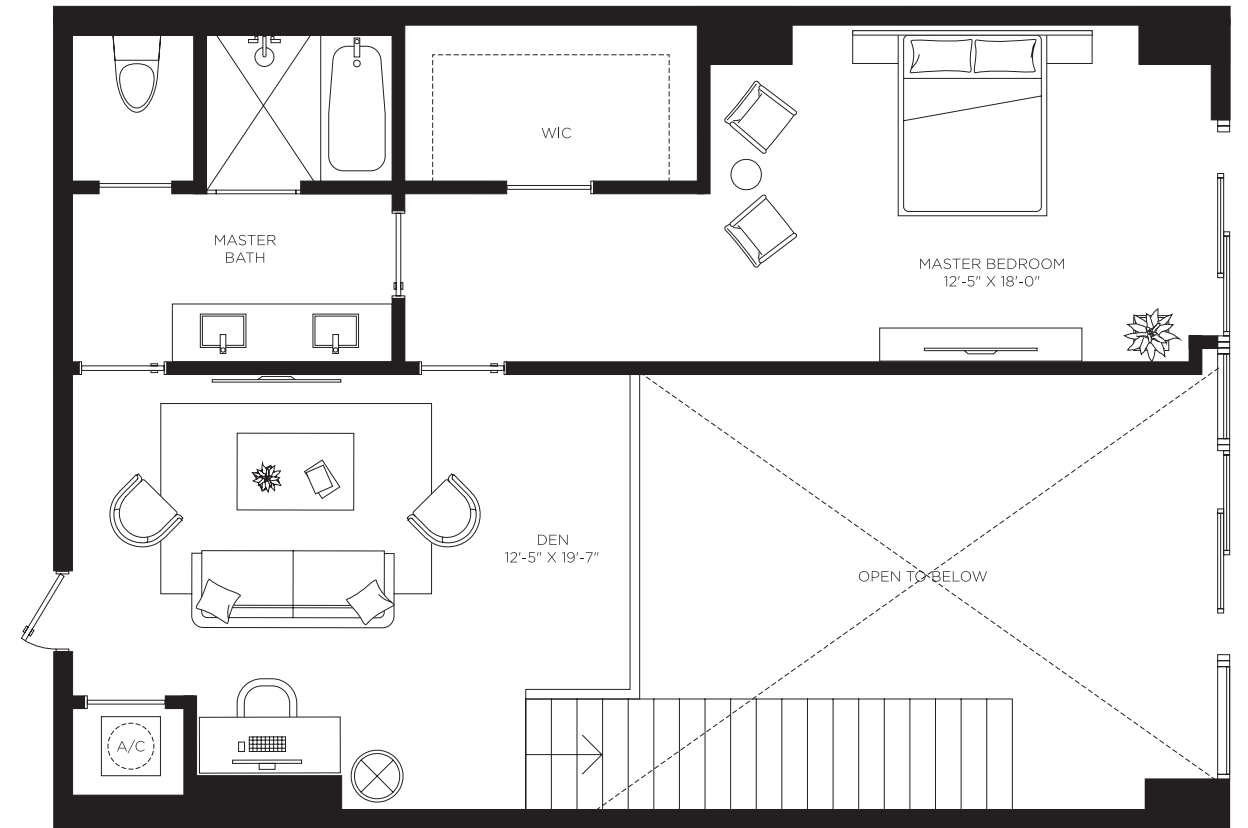 WIC
MASTER
BATH
MASTER BEDROOM
12'-5" X 18'-0"
DEN
12'-5" X 19'-7"
OPEN TO BELOW
A/C